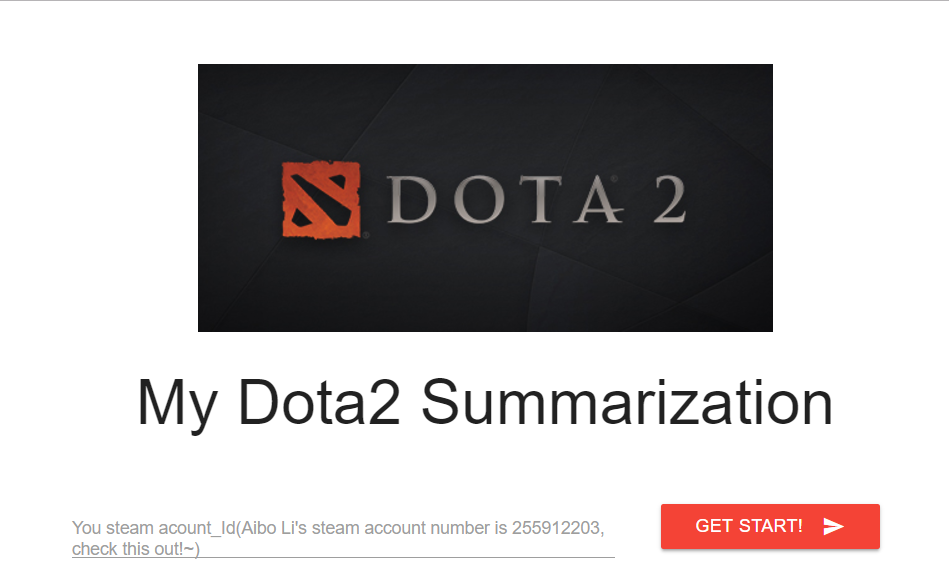 DOTA 2
My Dota2 Summarization
You steam acount_Id(Aibo Li's steam account number is 255912203,
check this out!~)
GET START!